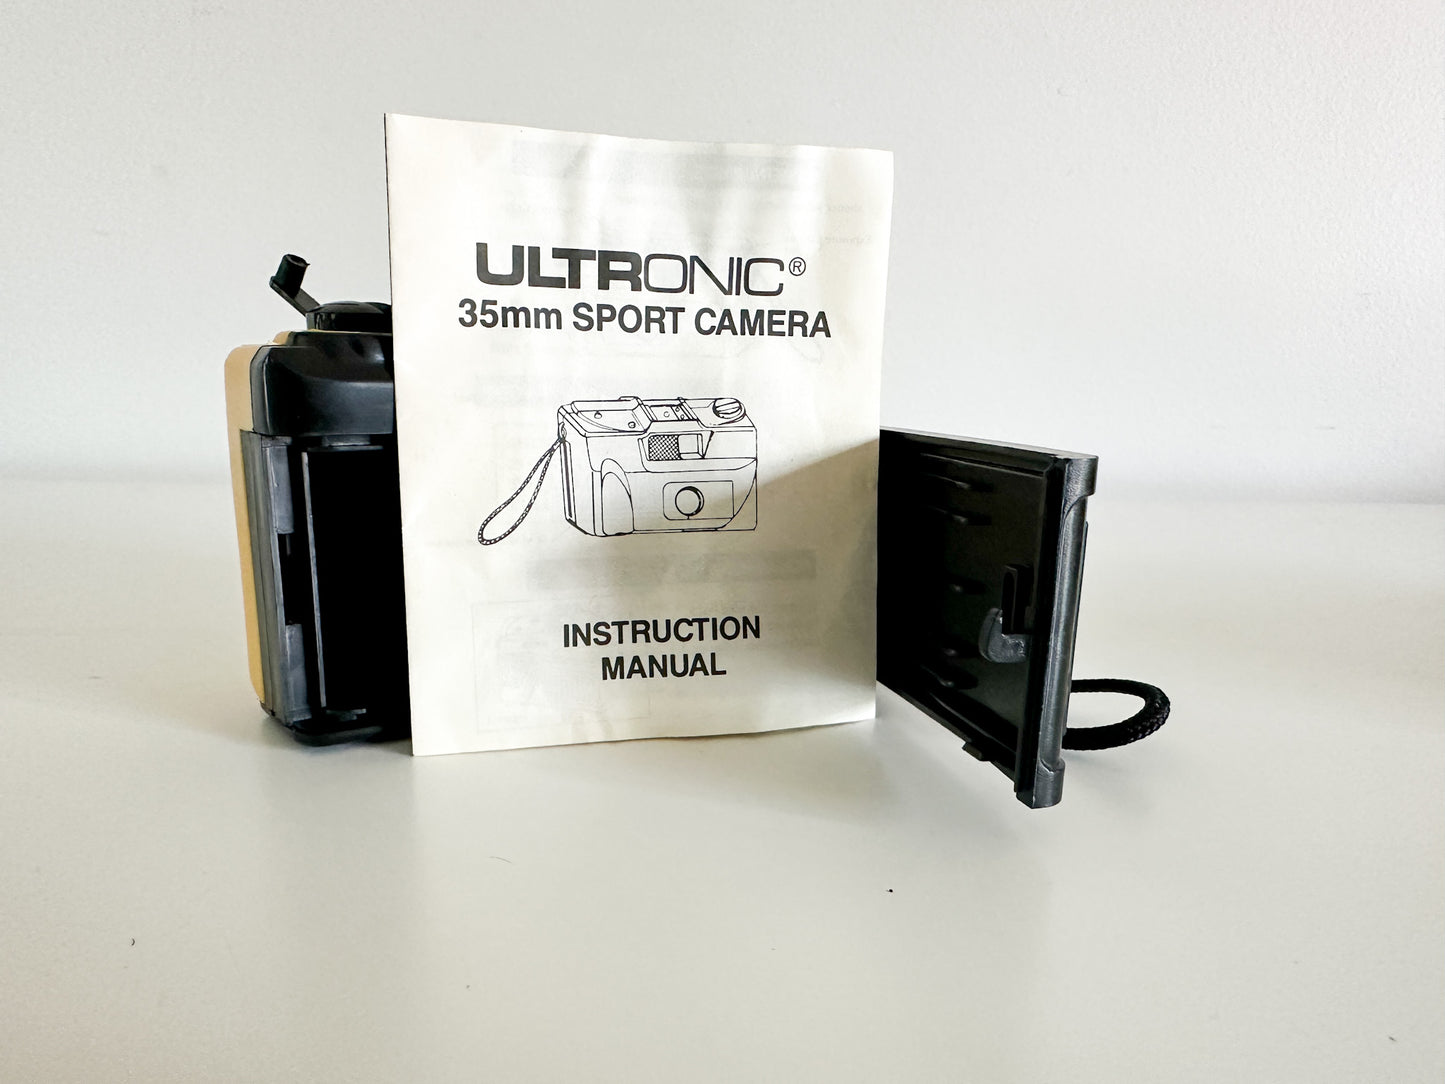 ULTRONIC®
35mm SPORT CAMERA
INSTRUCTION
MANUAL